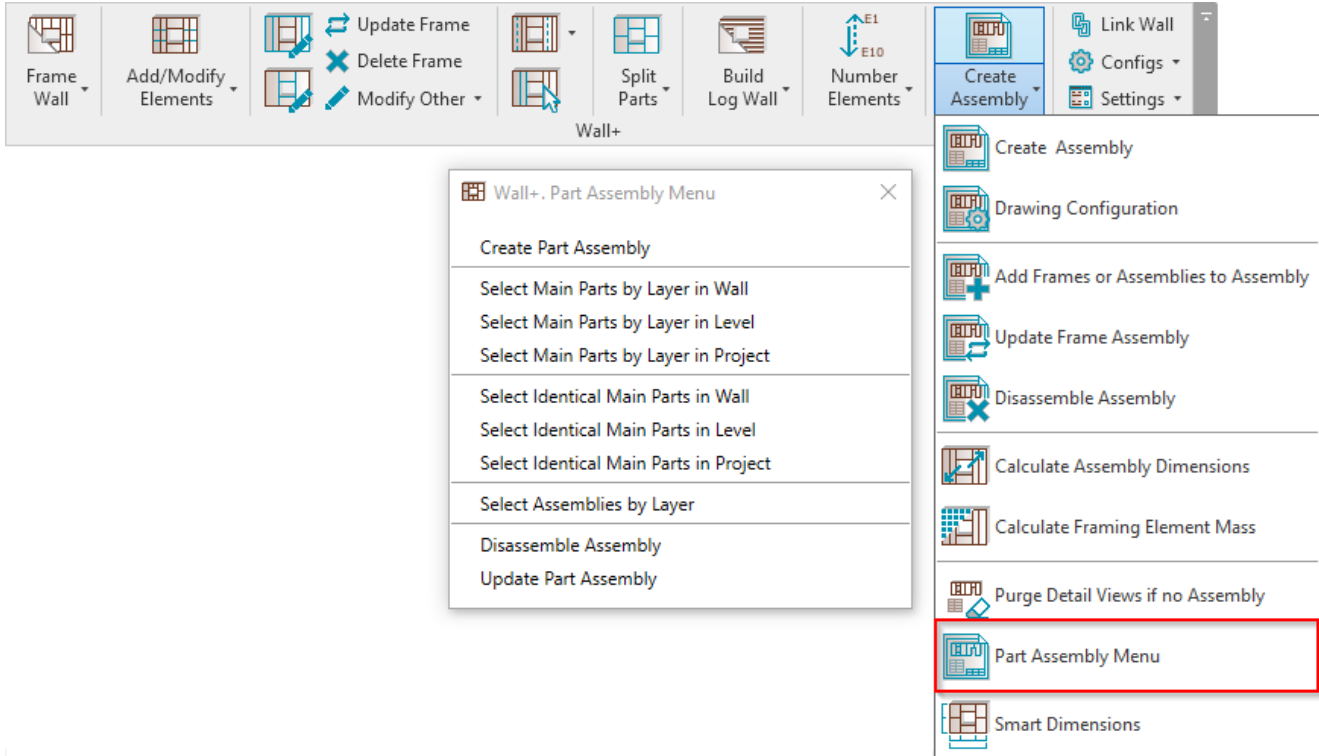 Frame
Wall
Add/Modify
Elements
Update Frame
Delete Frame
Modify Other
Split
Parts
Build
Log Wall
E1
E10
Number
Elements
Create
Assembly
Link Wall
Configs
Settings
Wall+
Wall+. Part Assembly Menu
Create Part Assembly
Select Main Parts by Layer in Wall
Select Main Parts by Layer in Level
Select Main Parts by Layer in Project
Select Identical Main Parts in Wall
Select Identical Main Parts in Level
Select Identical Main Parts in Project
Select Assemblies by Layer
Disassemble Assembly
Update Part Assembly
Create Assembly
Drawing Configuration
Add Frames or Assemblies to Assembly
Update Frame Assembly
Disassemble Assembly
Calculate Assembly Dimensions
Calculate Framing Element Mass
Purge Detail Views if no Assembly
Part Assembly Menu
Smart Dimensions